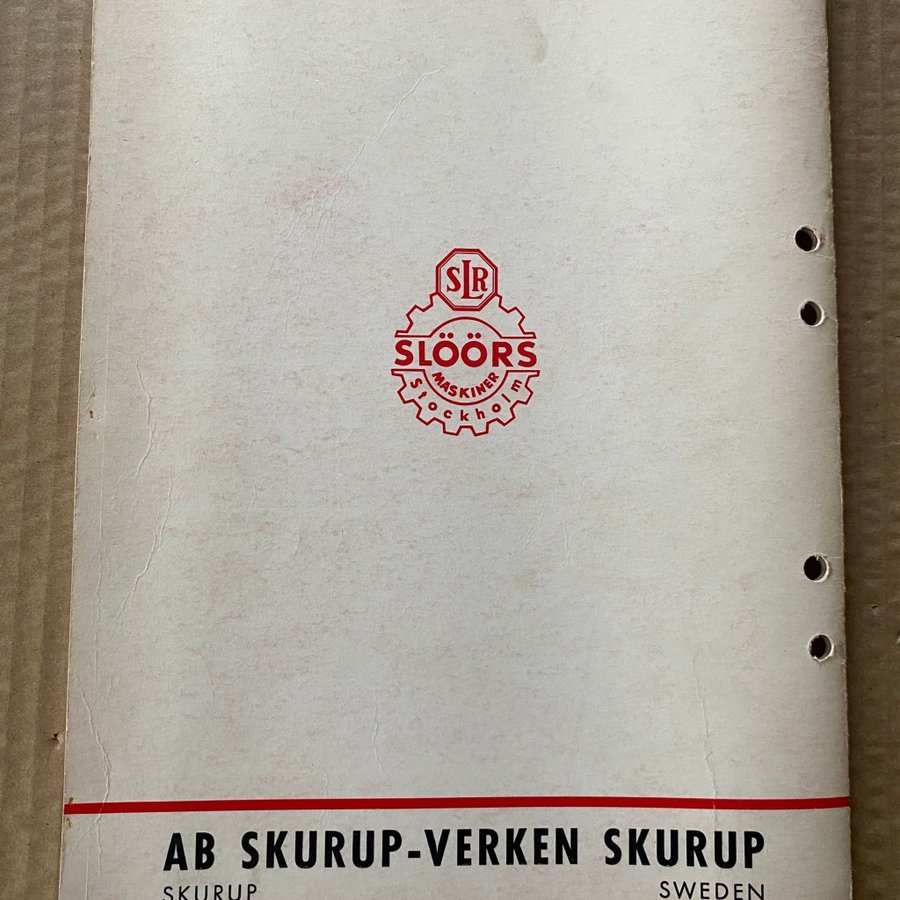 SLR
SLÖÖRS
MASKINER
Stockholm
AB SKURUP-VERKEN SKURUP
SKURUP SWEDEN